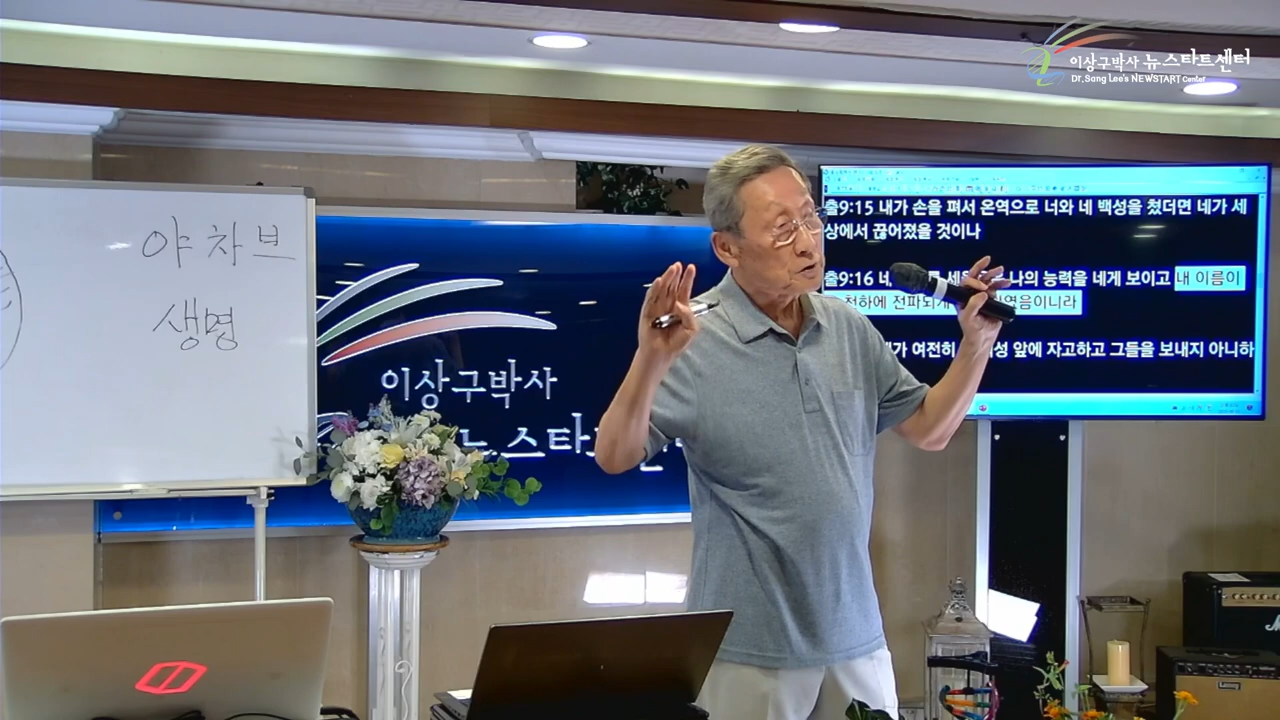 이상구박사 뉴스타트센터
Dr. Sang Lee's NEWSTART Center
야차브
생명
이상구박사
뉴스타트
출9:15 내가 손을 펴서 온역으로 너와 네 백성을 쳤더면 네가 세
상에서 끊어졌을 것이나
출9:16 나의 능력을 네게 보이고 내 이름이
천하에 전파되게 하였음이니라
여전히 앞에 자고하고 그들을 보내지 아니하